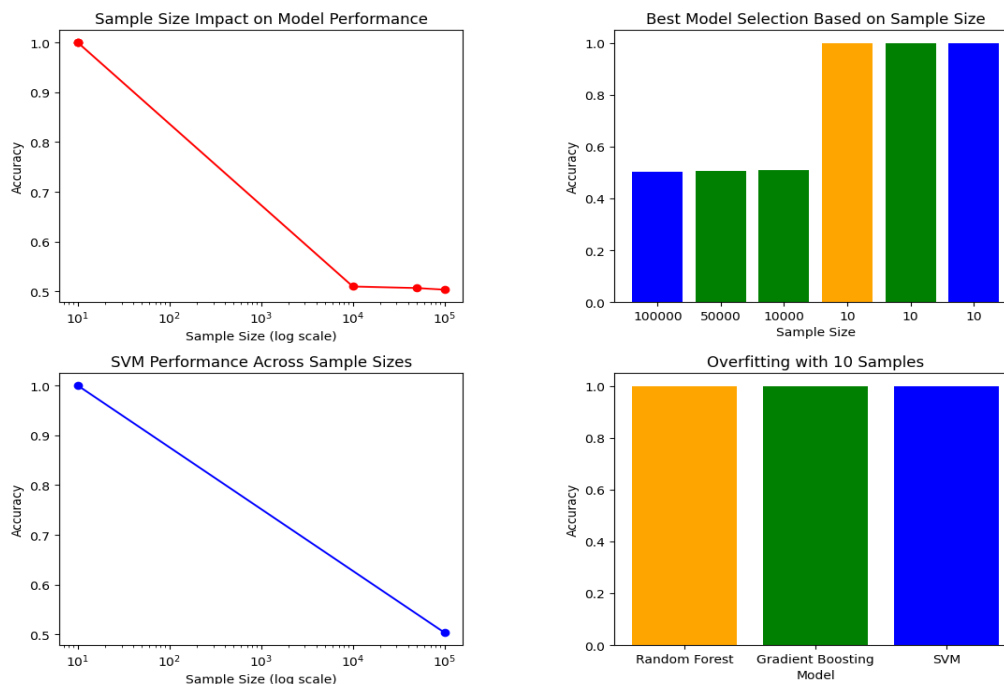 Sample Size Impact on Model Performance
1.0
0.9
0.8
0.7
0.6
0.5
Accuracy
10¹ 10² 10³ 10⁴ 10⁵
Sample Size (log scale)
Best Model Selection Based on Sample Size
1.0
0.8
0.6
0.4
0.2
0.0
Accuracy
100000 50000 10000 10 10 10
Sample Size
SVM Performance Across Sample Sizes
1.0
0.9
0.8
0.7
0.6
0.5
Accuracy
10¹ 10² 10³ 10⁴ 10⁵
Sample Size (log scale)
Overfitting with 10 Samples
1.0
0.8
0.6
0.4
0.2
0.0
Accuracy
Random Forest Gradient Boosting SVM
Model